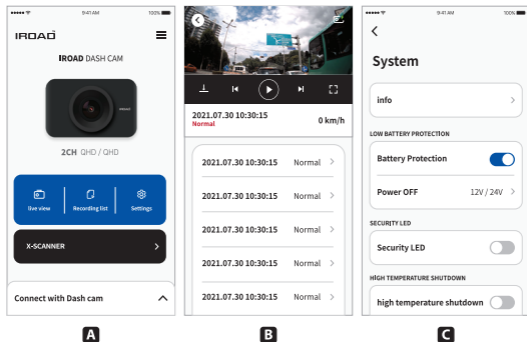 9:41 AM
100%
IROAD
IROAD DASH CAM
2CH QHD / QHD
live view
Recording list
Settings
X-SCANNER
Connect with Dash cam
A
2021.07.30 10:30:15
Normal
0 km/h
2021.07.30 10:30:15 Normal
2021.07.30 10:30:15 Normal
2021.07.30 10:30:15 Normal
2021.07.30 10:30:15 Normal
2021.07.30 10:30:15 Normal
B
9:41 AM
100%
System
info
LOW BATTERY PROTECTION
Battery Protection
Power OFF 12V / 24V
SECURITY LED
Security LED
HIGH TEMPERATURE SHUTDOWN
high temperature shutdown
C